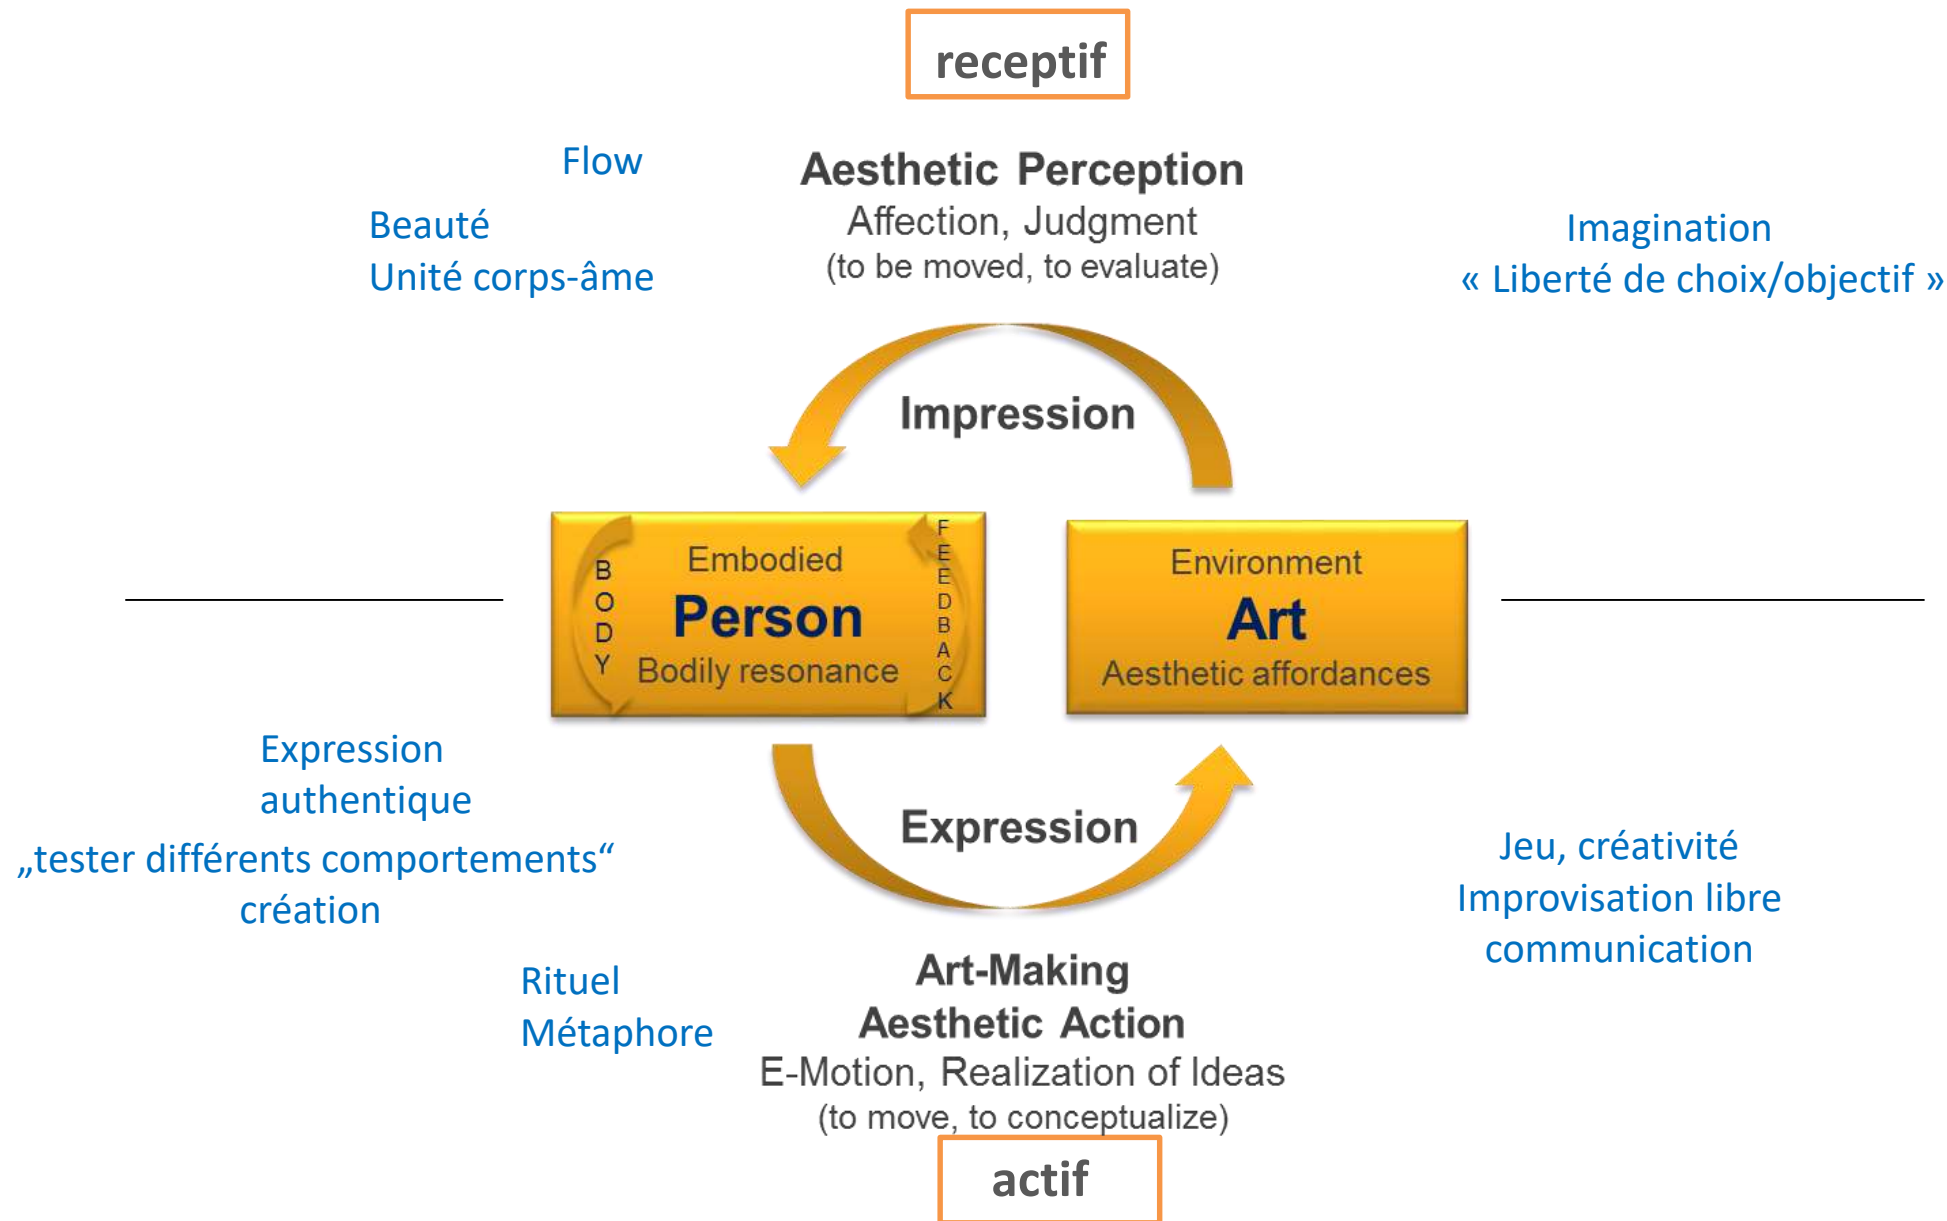 receptif
Flow
Aesthetic Perception
Beauté
Affection, Judgment
Imagination
Unité corps-âme
(to be moved, to evaluate)
« Liberté de choix/objectif »
Impression
BODY
Embodied
Person
Bodily resonance
FEEDBACK
Environment
Art
Aesthetic affordances
Expression
authentique
„tester différents comportements“
création
Expression
Jeu, créativité
Improvisation libre
communication
Rituel
Métaphore
Art-Making
Aesthetic Action
E-Motion, Realization of Ideas
(to move, to conceptualize)
actif